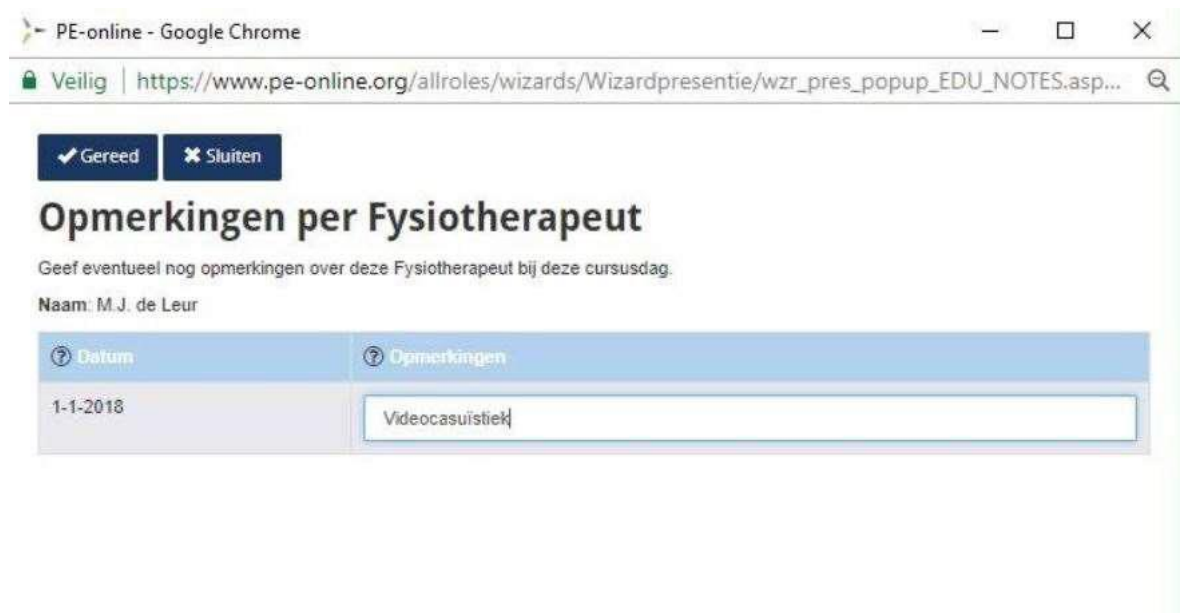 PE-online - Google Chrome
Veilig | https://www.pe-online.org/allroles/wizards/Wizardpresentie/wzr_pres_popup_EDU_NOTES.asp...
Gereed Sluiten
Opmerkingen per Fysiotherapeut
Geef eventueel nog opmerkingen over deze Fysiotherapeut bij deze cursusdag.
Naam: M.J. de Leur
? Datum ? Opmerkingen
1-1-2018 Videocasuïstiek